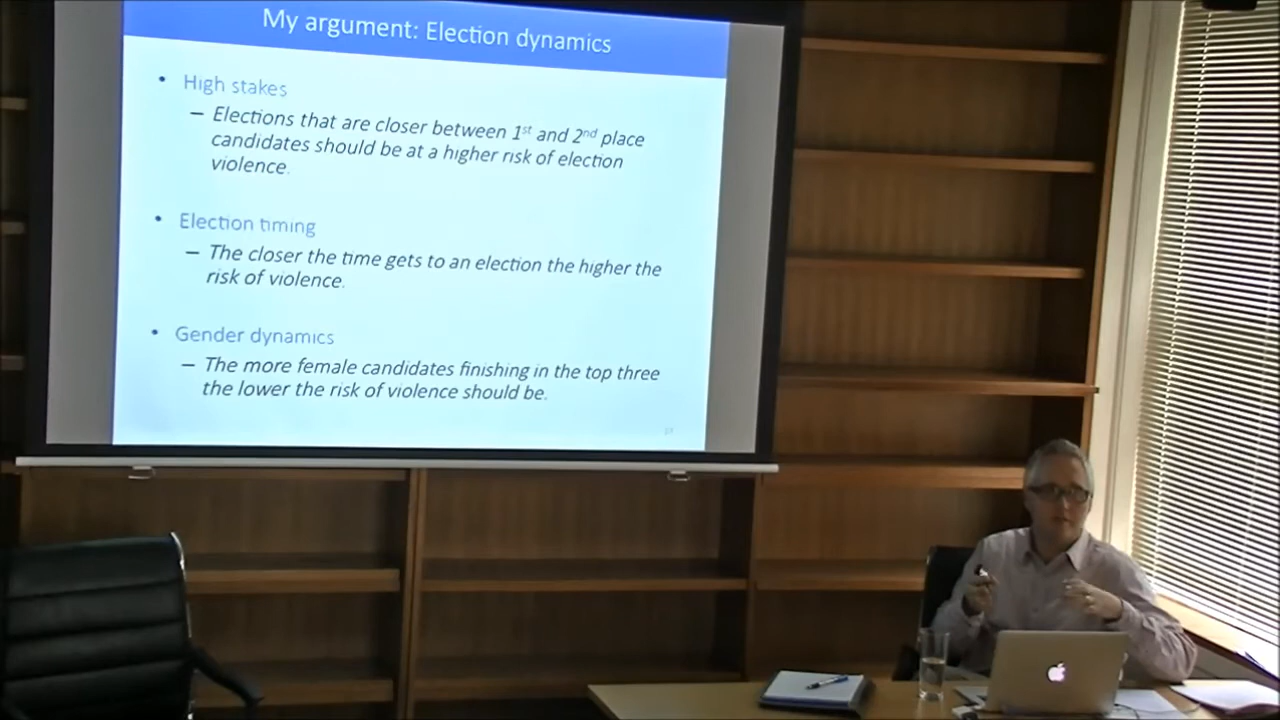 My argument: Election dynamics
• High stakes
– Elections that are closer between 1st and 2nd place
candidates should be at a higher risk of election
violence.
• Election timing
– The closer the time gets to an election the higher the
risk of violence.
• Gender dynamics
– The more female candidates finishing in the top three
the lower the risk of violence should be.